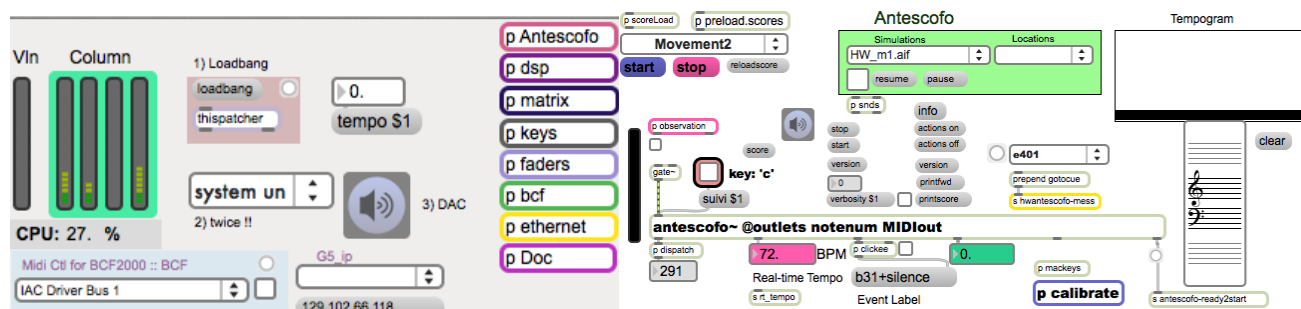 Vln
Column
1) Loadbang
loadbang
thispatcher
0.
tempo $1
system un
2) twice !!
3) DAC
CPU: 27. %
Midi Ctl for BCF2000 :: BCF
IAC Driver Bus 1
G5_ip
129.102.66.118
p Antescofo
p dsp
p matrix
p keys
p faders
p bcf
p ethernet
p Doc
p scoreLoad
p preload.scores
Movement2
start
stop
reloadscore
Antescofo
Simulations
Locations
HW_m1.aif
resume
pause
Tempogram
p snds
p observation
score
gate~
key: 'c'
suivi $1
stop
start
version
0
verbosity $1
info
actions on
actions off
version
printfwd
printscore
e401
prepend gotocue
s hwantescofo-mess
clear
antescofo~ @outlets notenum MIDIout
p dispatch
291
72.
BPM
Real-time Tempo
s rt_tempo
p clickee
b31+silence
Event Label
0.
p mackeys
p calibrate
s antescofo-ready2start